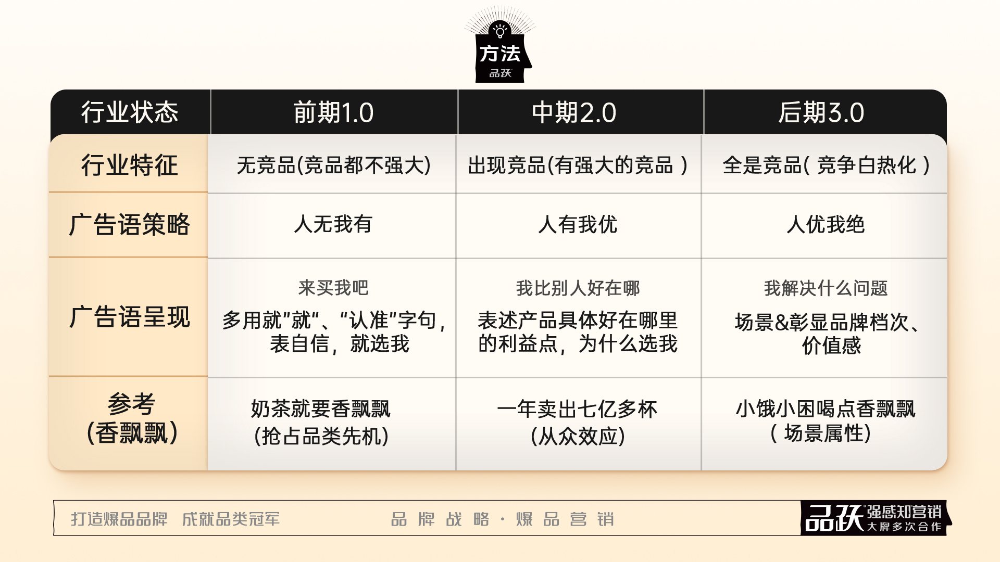 方法
品跃
行业状态
前期1.0
中期2.0
后期3.0
行业特征
无竞品(竞品都不强大)
出现竞品(有强大的竞品 )
全是竞品( 竞争白热化 )
广告语策略
人无我有
人有我优
人优我绝
广告语呈现
来买我吧
多用就”就“、“认准”字句，
表自信，就选我
我比别人好在哪
表述产品具体好在哪里
的利益点，为什么选我
我解决什么问题
场景&彰显品牌档次、
价值感
参考
(香飘飘)
奶茶就要香飘飘
(抢占品类先机)
一年卖出七亿多杯
(从众效应)
小饿小困喝点香飘飘
( 场景属性)
打造爆品品牌 成就品类冠军
品牌战略·爆品营销
品跃®
强感知营销
大牌多次合作